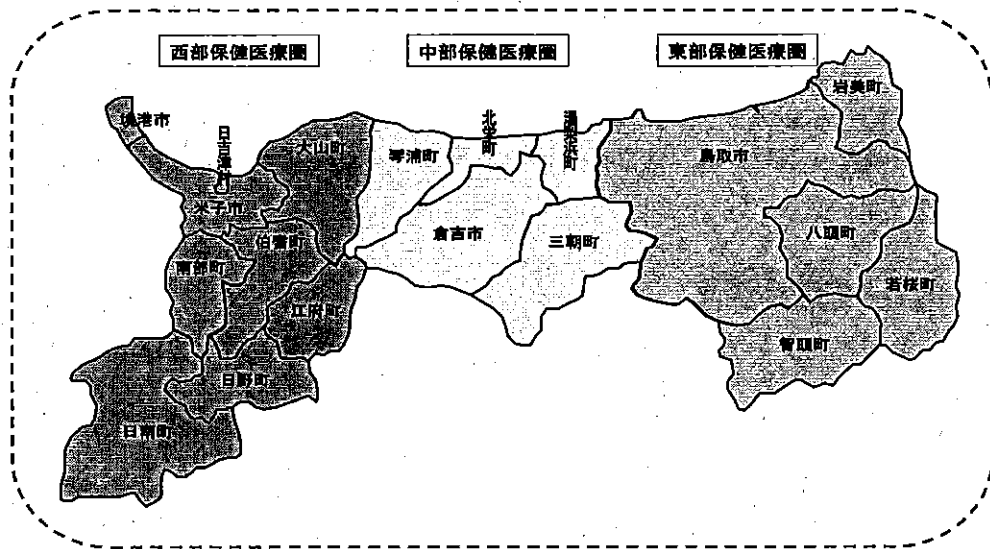 西部保健医療圏
中部保健医療圏
東部保健医療圏
岩美町
境港市
日吉津村
大山町
琴浦町
北栄町
湯梨浜町
鳥取市
米子市
伯耆町
倉吉市
三朝町
八頭町
南部町
若桜町
江府町
智頭町
日野町
日南町